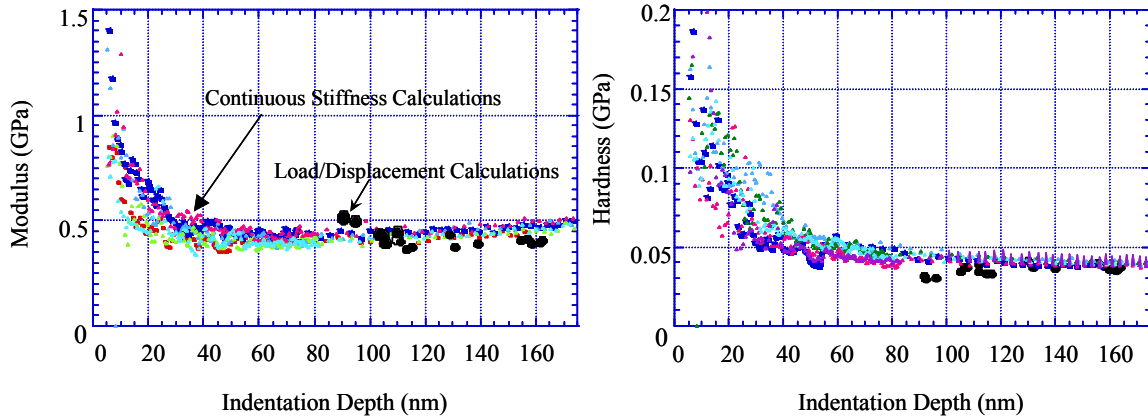 1.5
1
0.5
0
Modulus (GPa)
Continuous Stiffness Calculations
Load/Displacement Calculations
0 20 40 60 80 100 120 140 160
Indentation Depth (nm)
0.2
0.15
0.1
0.05
0
Hardness (GPa)
0 20 40 60 80 100 120 140 160
Indentation Depth (nm)